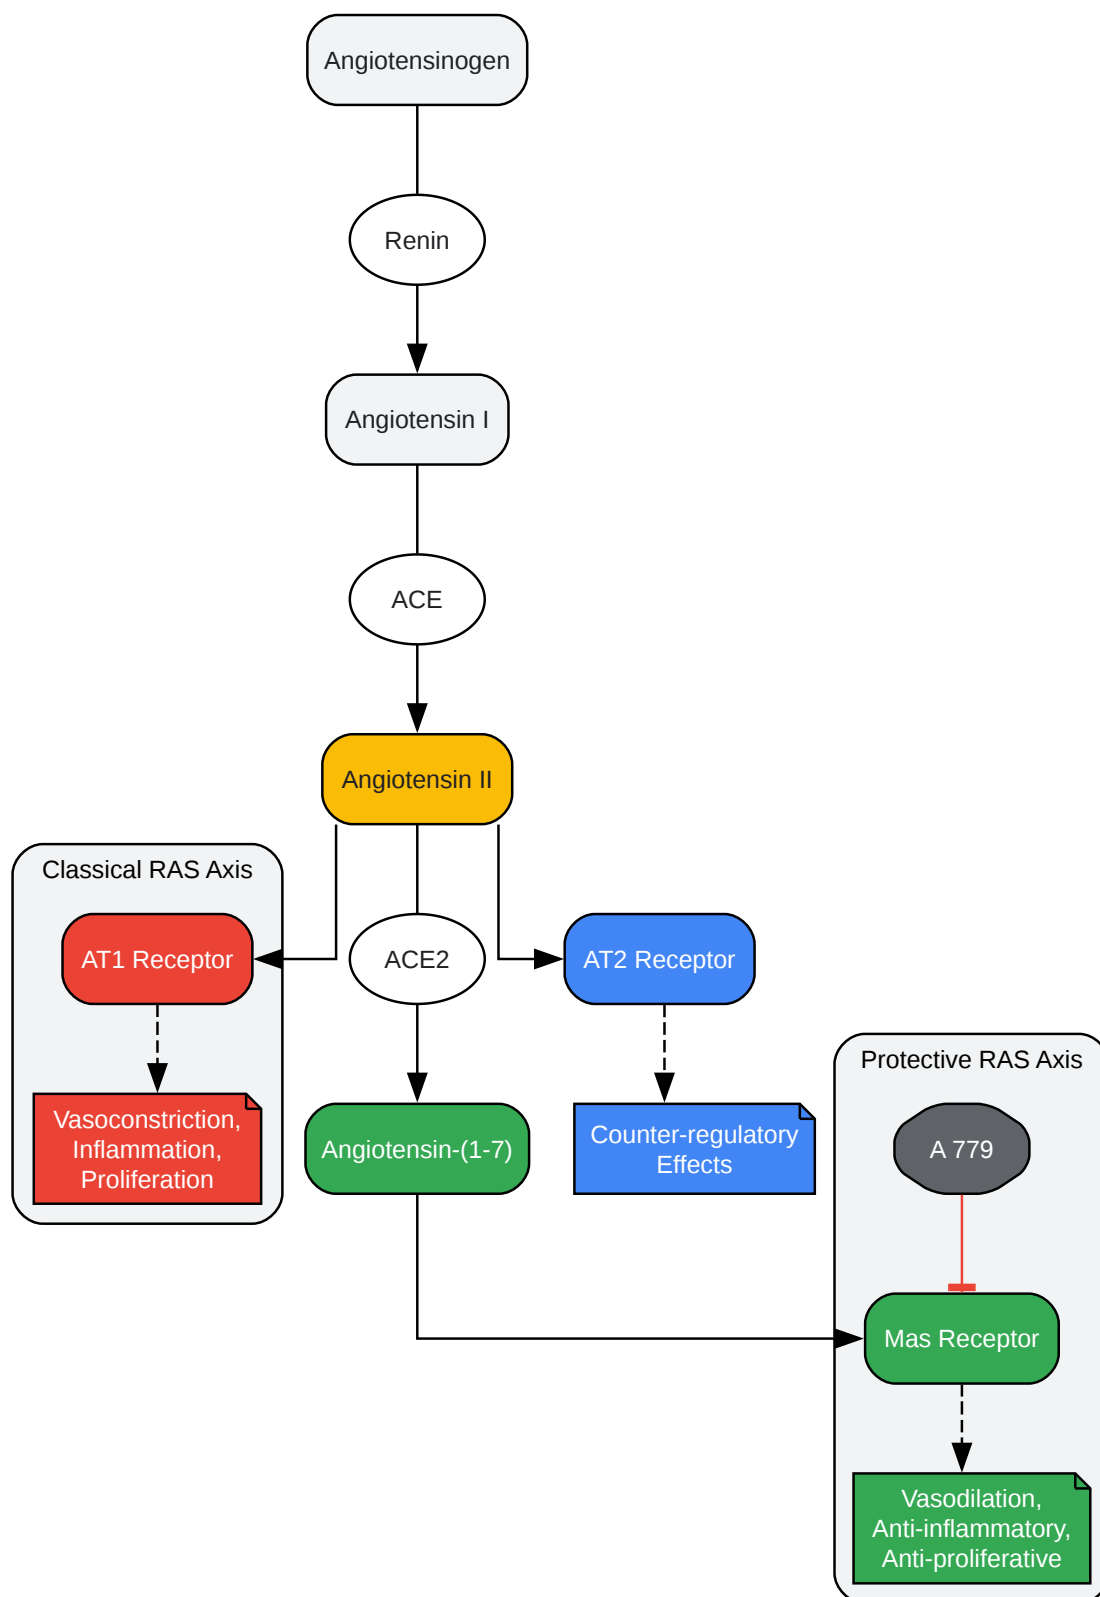 Angiotensinogen
Renin
Angiotensin I
ACE
Angiotensin II
Classical RAS Axis
AT1 Receptor
ACE2
AT2 Receptor
Vasoconstriction,
Inflammation,
Proliferation
Angiotensin-(1-7)
Counter-regulatory
Effects
Protective RAS Axis
A 779
Mas Receptor
Vasodilation,
Anti-inflammatory,
Anti-proliferative